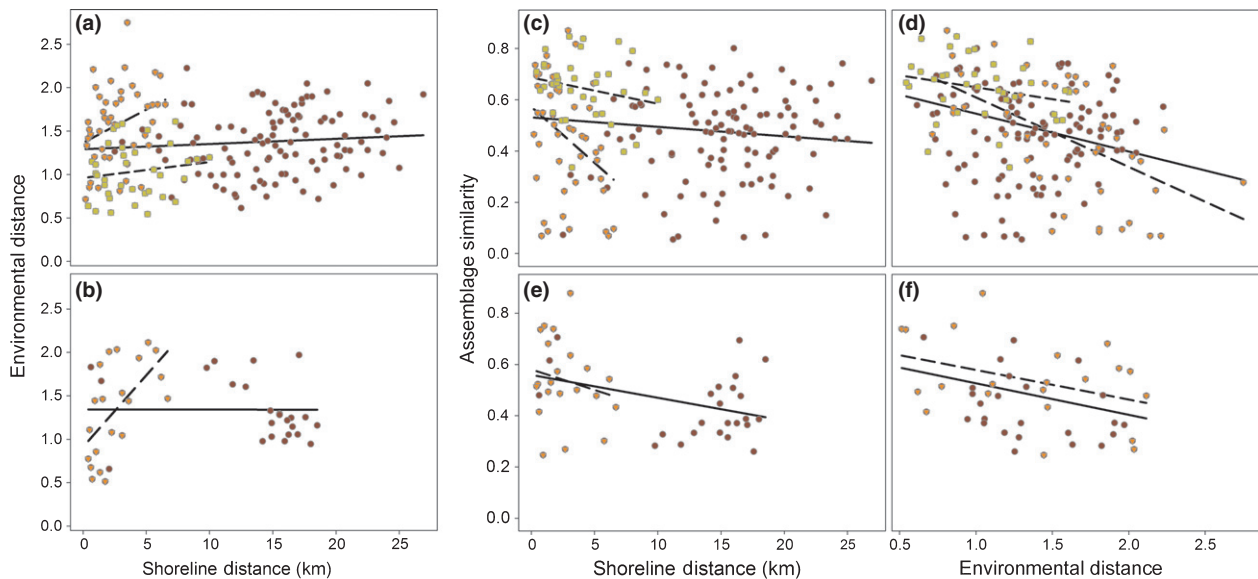 (a)
(c)
(d)
2.5
2.0
1.5
1.0
0.5
0.0
0.8
0.6
0.4
0.2
0.0
Environmental distance
Assemblage similarity
(b)
(e)
(f)
2.5
2.0
1.5
1.0
0.5
0.0
0.8
0.6
0.4
0.2
0.0
0 5 10 15 20 25
0 5 10 15 20 25
0.5 1.0 1.5 2.0 2.5
Shoreline distance (km)
Shoreline distance (km)
Environmental distance